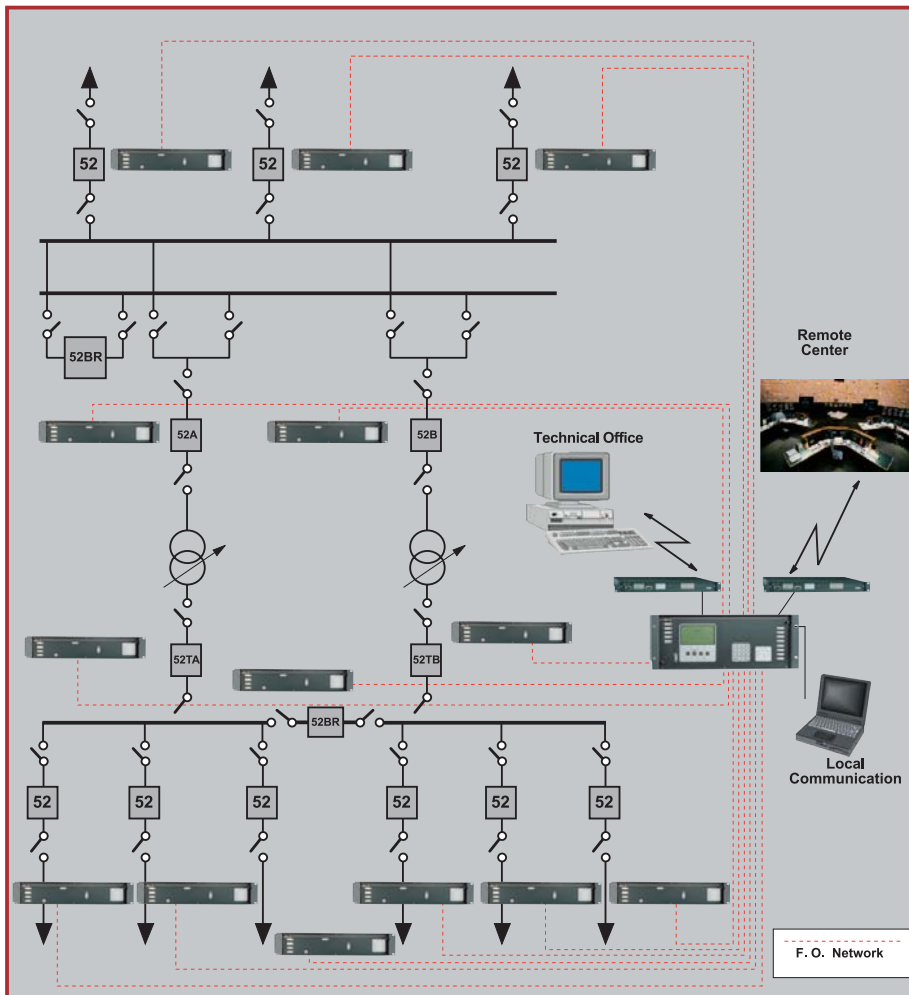 52
52
52
52BR
Remote
Center
52A
52B
Technical Office
52TA
52TB
52BR
Local
Communication
52
52
52
52
52
52
F. O. Network